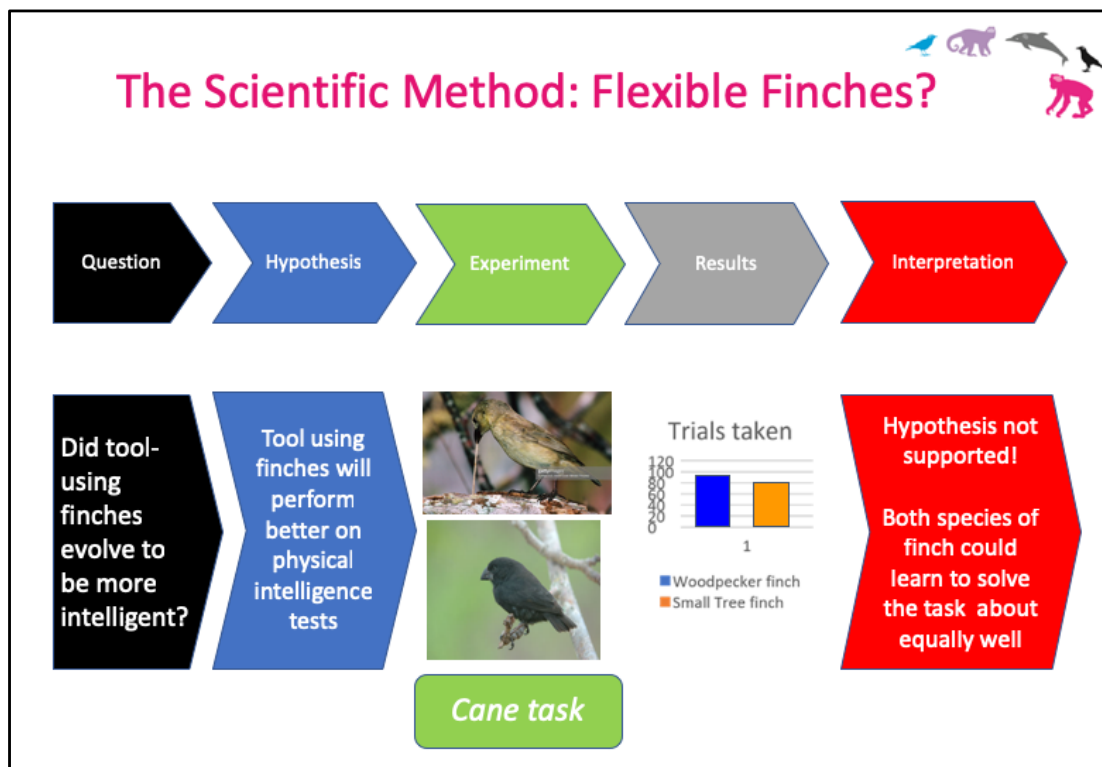 The Scientific Method: Flexible Finches?
Question
Hypothesis
Experiment
Results
Interpretation
Did tool-
using
finches
evolve to
be more
intelligent?
Tool using
finches will
perform
better on
physical
intelligence
tests
Cane task
Trials taken
120
100
80
60
40
20
0
1
Woodpecker finch
Small Tree finch
Hypothesis not
supported!
Both species of
finch could
learn to solve
the task about
equally well